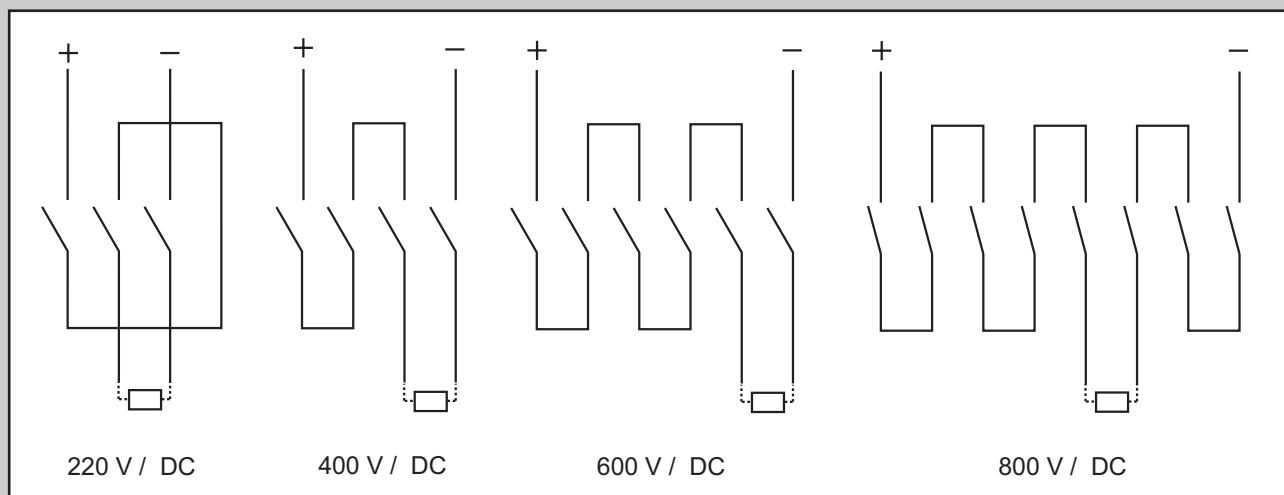 + − + − + − + −
220 V / DC 400 V / DC 600 V / DC 800 V / DC